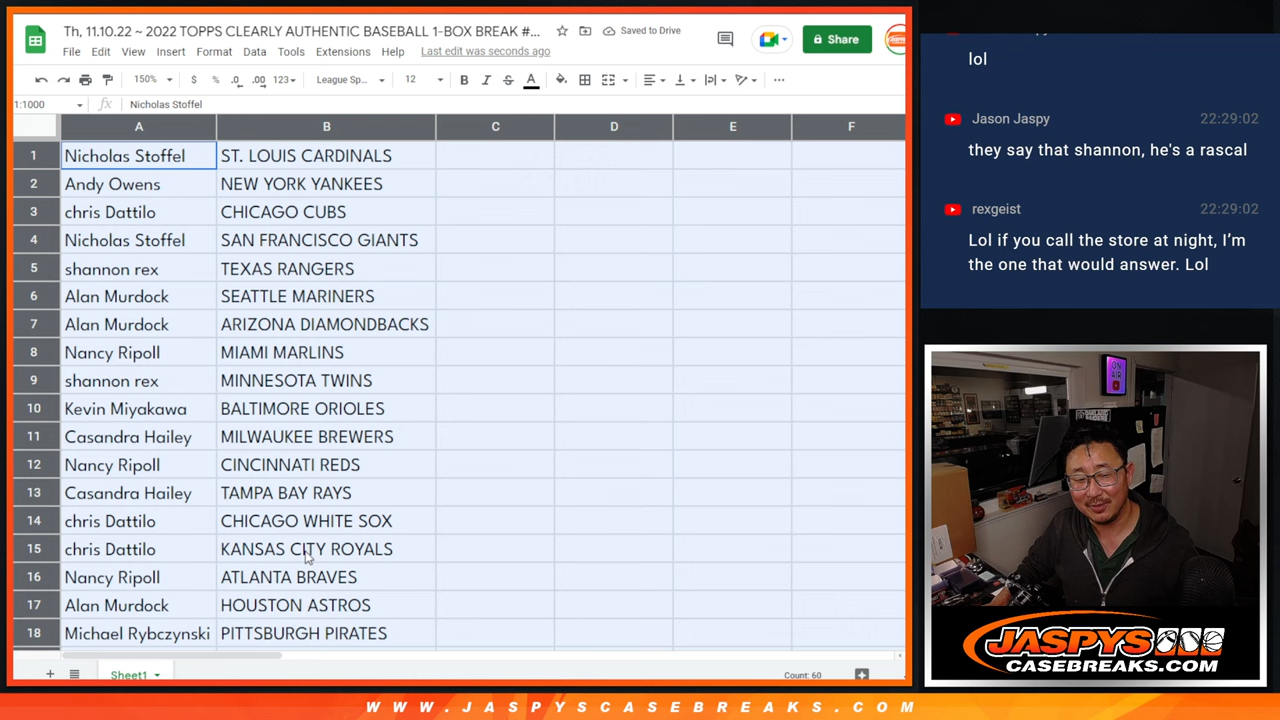 Th, 11.10.22 ~ 2022 TOPPS CLEARLY AUTHENTIC BASEBALL 1-BOX BREAK #...
Saved to Drive
Share
File Edit View Insert Format Data Tools Extensions Help Last edit was seconds ago
150% $ % .0 .00 123 League Sp... 12 B I S A
1:1000 fx Nicholas Stoffel
A B C D E F
1 Nicholas Stoffel ST. LOUIS CARDINALS
2 Andy Owens NEW YORK YANKEES
3 chris Dattilo CHICAGO CUBS
4 Nicholas Stoffel SAN FRANCISCO GIANTS
5 shannon rex TEXAS RANGERS
6 Alan Murdock SEATTLE MARINERS
7 Alan Murdock ARIZONA DIAMONDBACKS
8 Nancy Ripoll MIAMI MARLINS
9 shannon rex MINNESOTA TWINS
10 Kevin Miyakawa BALTIMORE ORIOLES
11 Casandra Hailey MILWAUKEE BREWERS
12 Nancy Ripoll CINCINNATI REDS
13 Casandra Hailey TAMPA BAY RAYS
14 chris Dattilo CHICAGO WHITE SOX
15 chris Dattilo KANSAS CITY ROYALS
16 Nancy Ripoll ATLANTA BRAVES
17 Alan Murdock HOUSTON ASTROS
18 Michael Rybczynski PITTSBURGH PIRATES
Sheet1
Count: 60
lol
Jason Jaspy 22:29:02
they say that shannon, he's a rascal
rexgeist 22:29:02
Lol if you call the store at night, I'm
the one that would answer. Lol
ON
AIR
JASPYS
CASEBREAKS.COM
WWW.JASPYSCASEBREAKS.COM